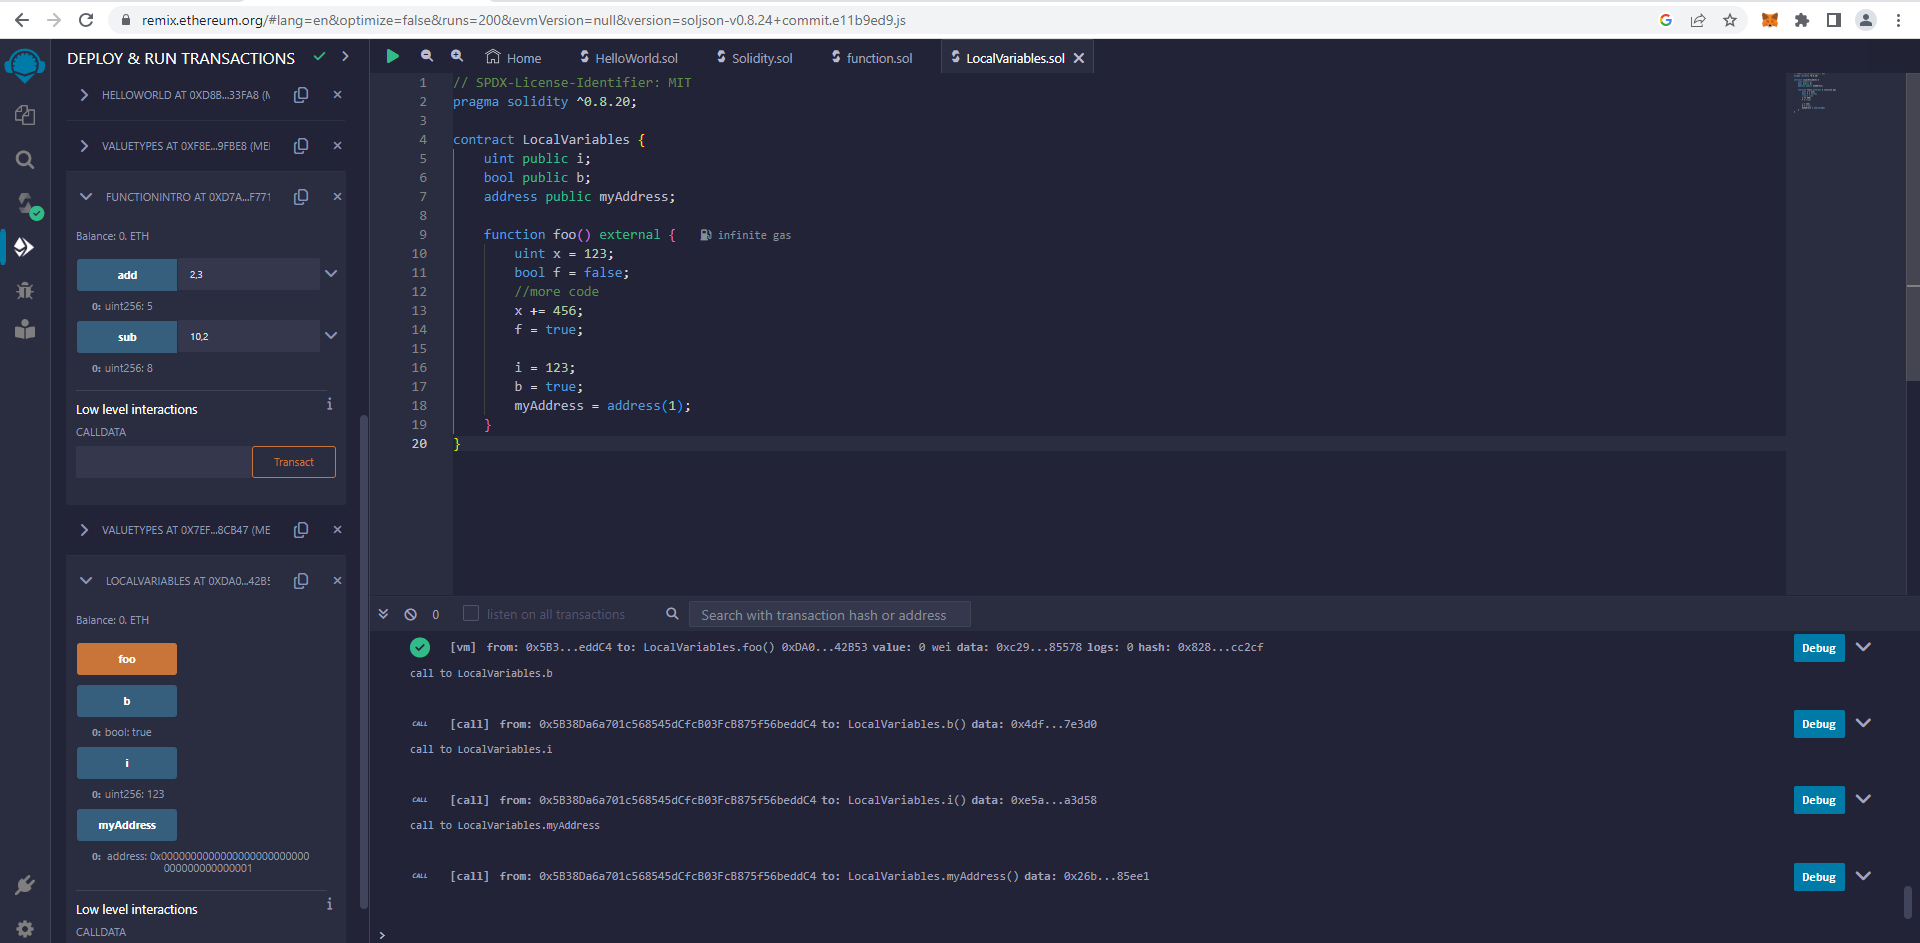 remix.ethereum.org/#lang=en&optimize=false&runs=200&evmVersion=null&version=soljson-v0.8.24+commit.e11b9ed9.js
DEPLOY & RUN TRANSACTIONS
HELLOWORLD AT 0XD8B...33FA8 (M
VALUETYPES AT 0XF8E...9FBE8 (MEI
FUNCTIONINTRO AT 0XD7A...F771
Balance: 0. ETH
add 2,3
0: uint256: 5
sub 10,2
0: uint256: 8
Low level interactions i
CALLDATA
Transact
VALUETYPES AT 0X7EF...8CB47 (ME
LOCALVARIABLES AT 0XDA0...42B5
Balance: 0. ETH
foo
b
0: bool: true
i
0: uint256: 123
myAddress
0: address: 0x00000000000000000000000000
Low level interactions i
CALLDATA
Home HelloWorld.sol Solidity.sol function.sol LocalVariables.sol
1 // SPDX-License-Identifier: MIT
2 pragma solidity ^0.8.20;
3
4 contract LocalVariables {
5 uint public i;
6 bool public b;
7 address public myAddress;
8
9 function foo() external { infinite gas
10 uint x = 123;
11 bool f = false;
12 //more code
13 x += 456;
14 f = true;
15
16 i = 123;
17 b = true;
18 myAddress = address(1);
19 }
20 }
0 listen on all transactions Search with transaction hash or address
[vm] from: 0x5B3...eddC4 to: LocalVariables.foo() 0xDA0...42B53 value: 0 wei data: 0xc29...85578 logs: 0 hash: 0x828...cc2cf Debug
call to LocalVariables.b
CALL [call] from: 0x5B38Da6a701c568545dCfcB03FcB875f56beddC4 to: LocalVariables.b() data: 0x4df...7e3d0 Debug
call to LocalVariables.i
CALL [call] from: 0x5B38Da6a701c568545dCfcB03FcB875f56beddC4 to: LocalVariables.i() data: 0xe5a...a3d58 Debug
call to LocalVariables.myAddress
CALL [call] from: 0x5B38Da6a701c568545dCfcB03FcB875f56beddC4 to: LocalVariables.myAddress() data: 0x26b...85ee1 Debug
>